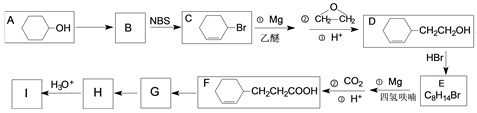 A
OH
B
NBS
C
Br
① Mg
乙醚
② O
③ H⁺
D
CH₂CH₂OH
HBr
E
C₈H₁₄Br
① Mg
四氢呋喃
② CO₂
③ H⁺
F
CH₂CH₂COOH
G
H
H₃O⁺
I